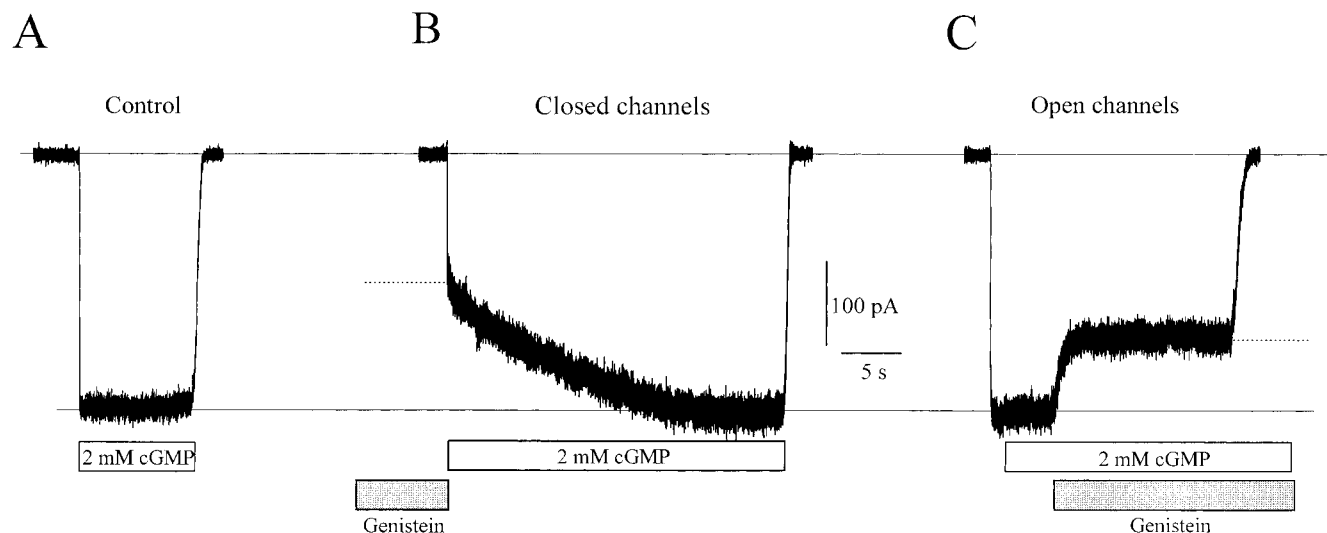 A
B
C
Control
Closed channels
Open channels
100 pA
5 s
2 mM cGMP
2 mM cGMP
2 mM cGMP
Genistein
Genistein